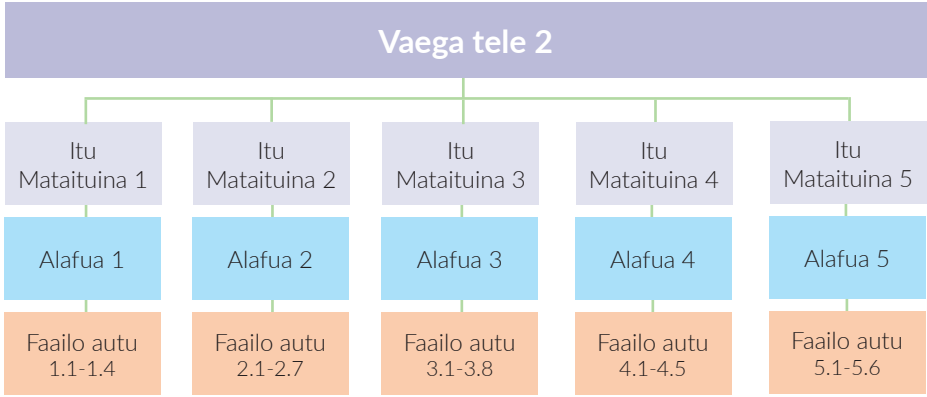 Vaega tele 2
Itu
Mataituina 1
Itu
Mataituina 2
Itu
Mataituina 3
Itu
Mataituina 4
Itu
Mataituina 5
Alafua 1
Alafua 2
Alafua 3
Alafua 4
Alafua 5
Faailo autu
1.1-1.4
Faailo autu
2.1-2.7
Faailo autu
3.1-3.8
Faailo autu
4.1-4.5
Faailo autu
5.1-5.6